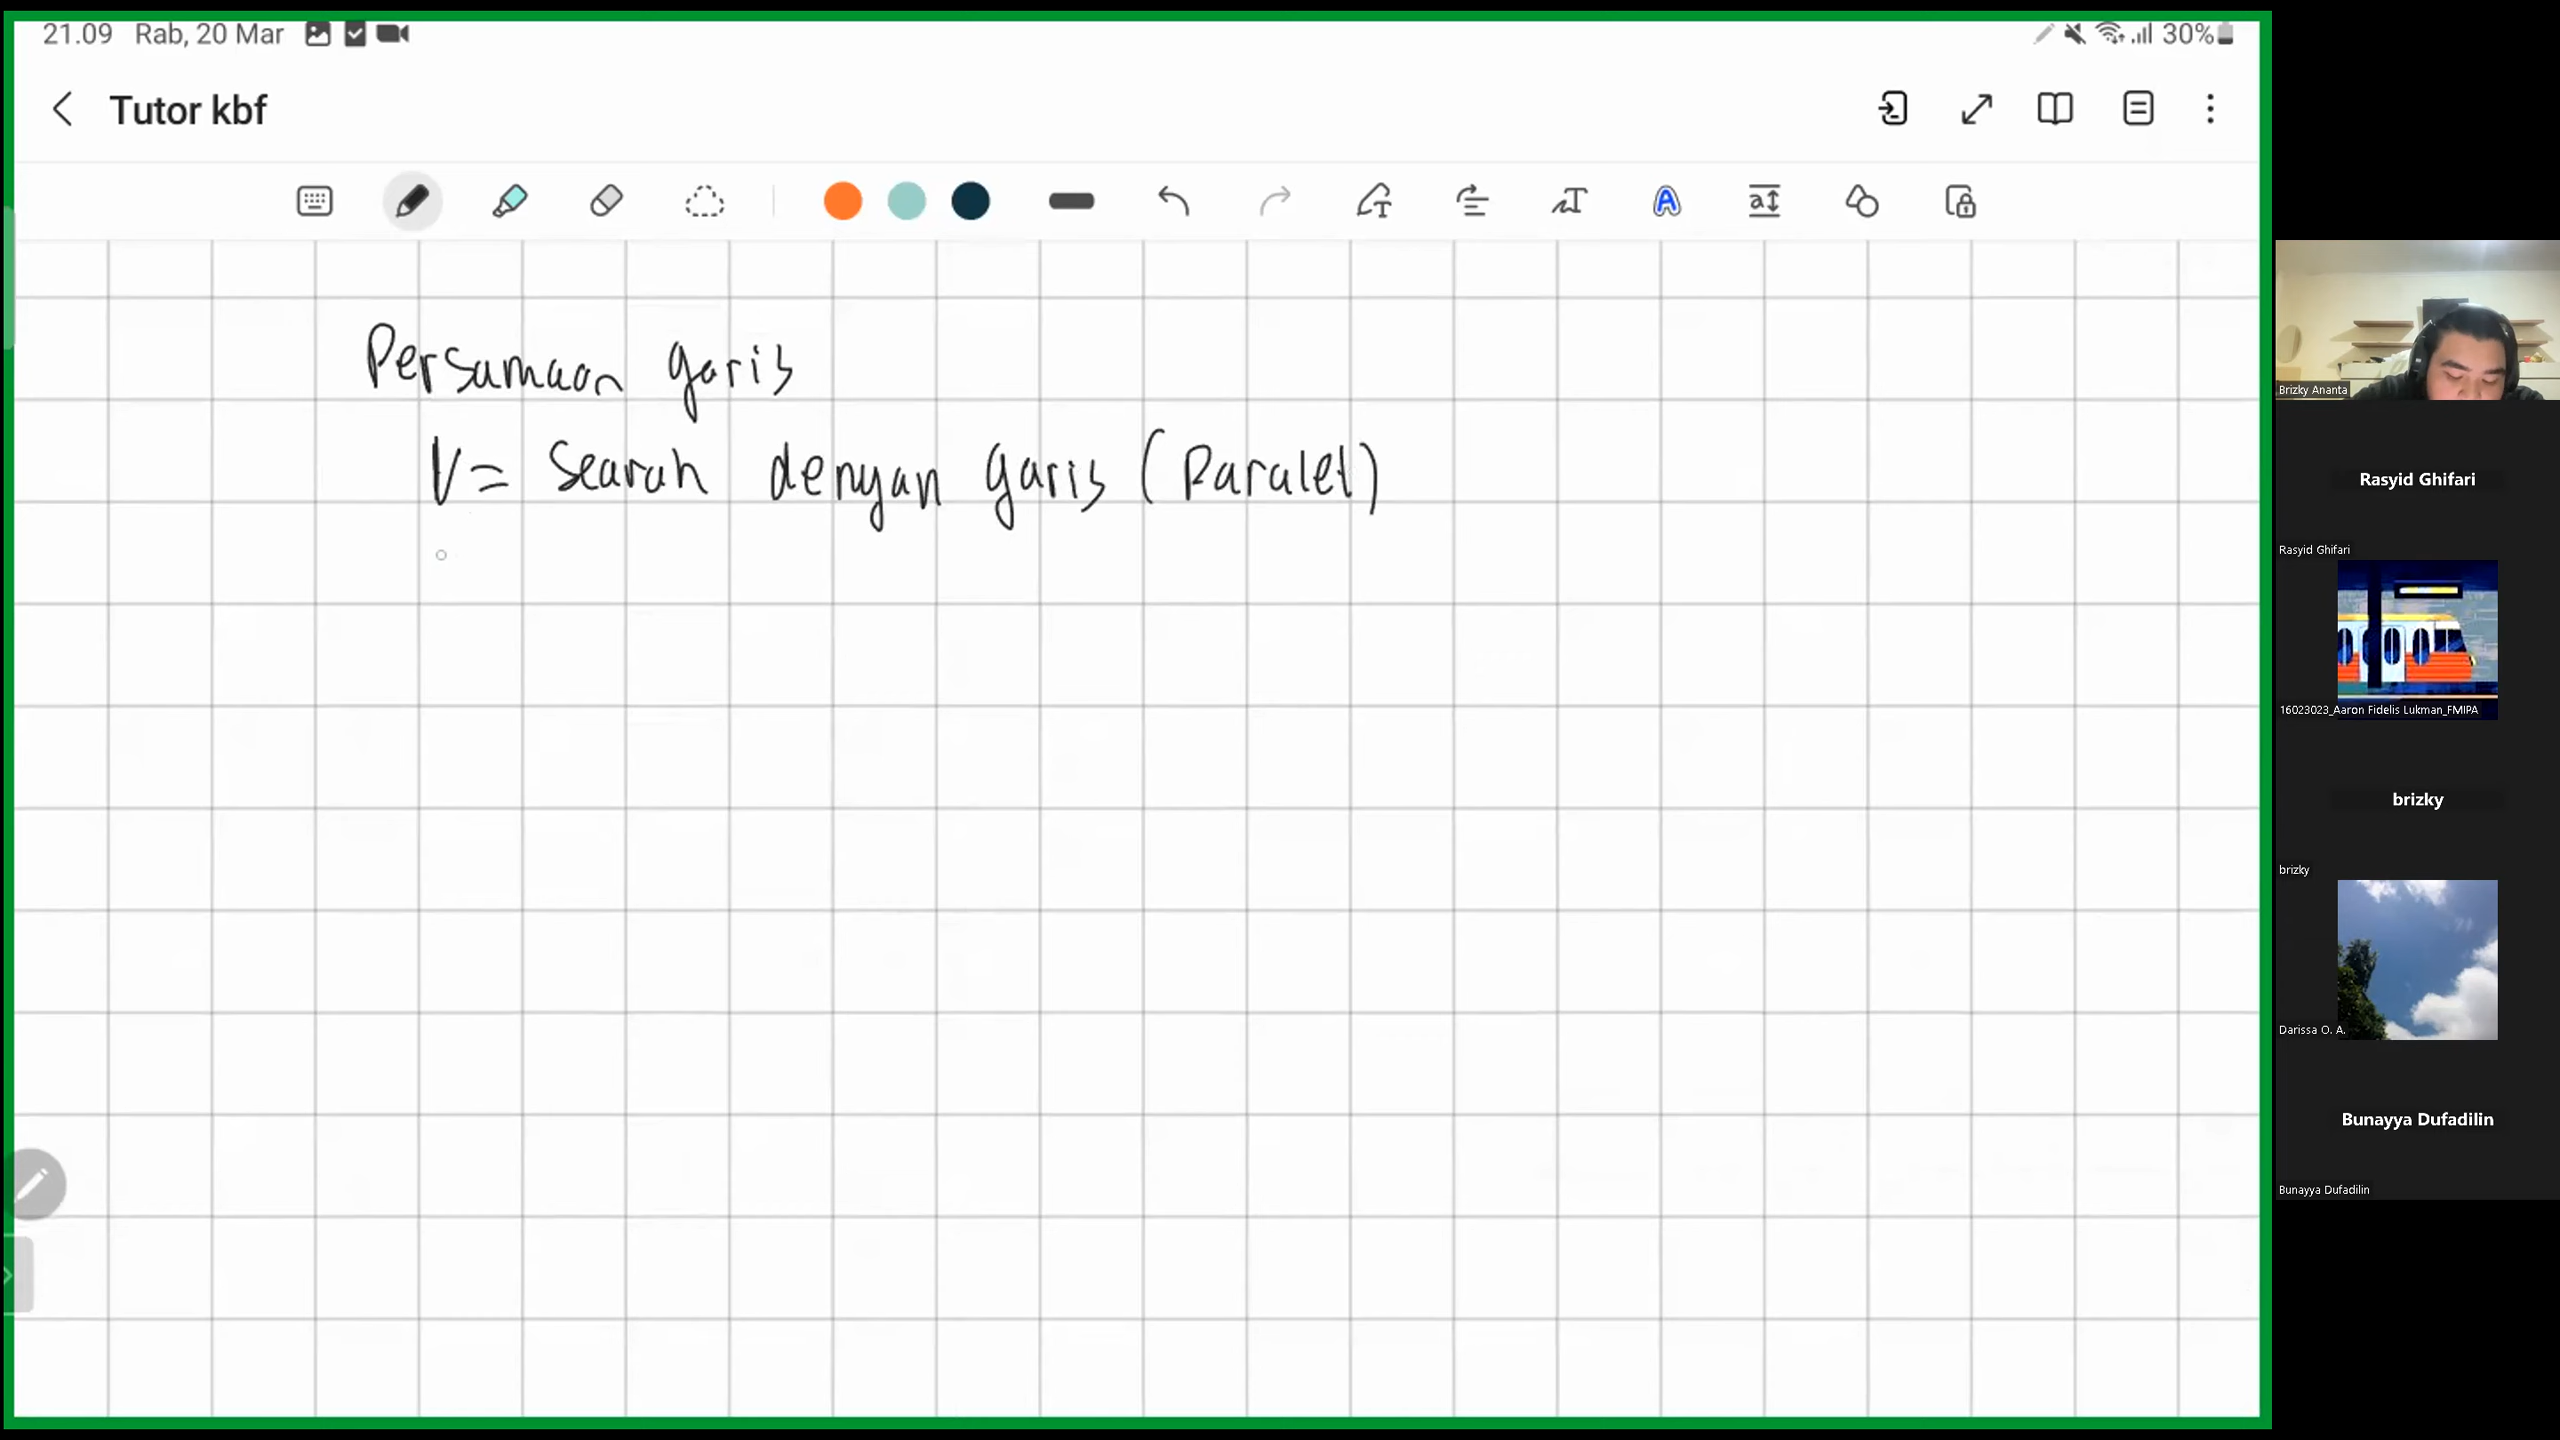 21.09 Rab, 20 Mar
30%
Tutor kbf
Persamaan garis
V = Searah dengan garis (Paralel)
Brizky Ananta
Rasyid Ghifari
Rasyid Ghifari
16023023_Aaron Fidelis Lukman_FMIPA
brizky
brizky
Darissa O. A.
Bunayya Dufadilin
Bunayya Dufadilin